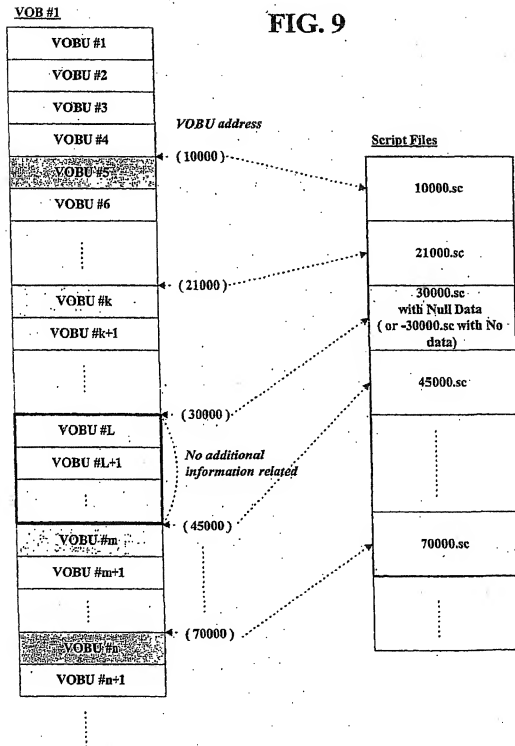 FIG. 9
VOB #1
VOBU #1
VOBU #2
VOBU #3
VOBU #4
VOBU #5
VOBU #6
VOBU #k
VOBU #k+1
VOBU #L
VOBU #L+1
VOBU #m
VOBU #m+1
VOBU #n
VOBU #n+1
VOBU address
(10000)
(21000)
(30000)
No additional
information related
(45000)
(70000)
Script Files
10000.sc
21000.sc
30000.sc
with Null Data
( or -30000.sc with No
data)
45000.sc
70000.sc